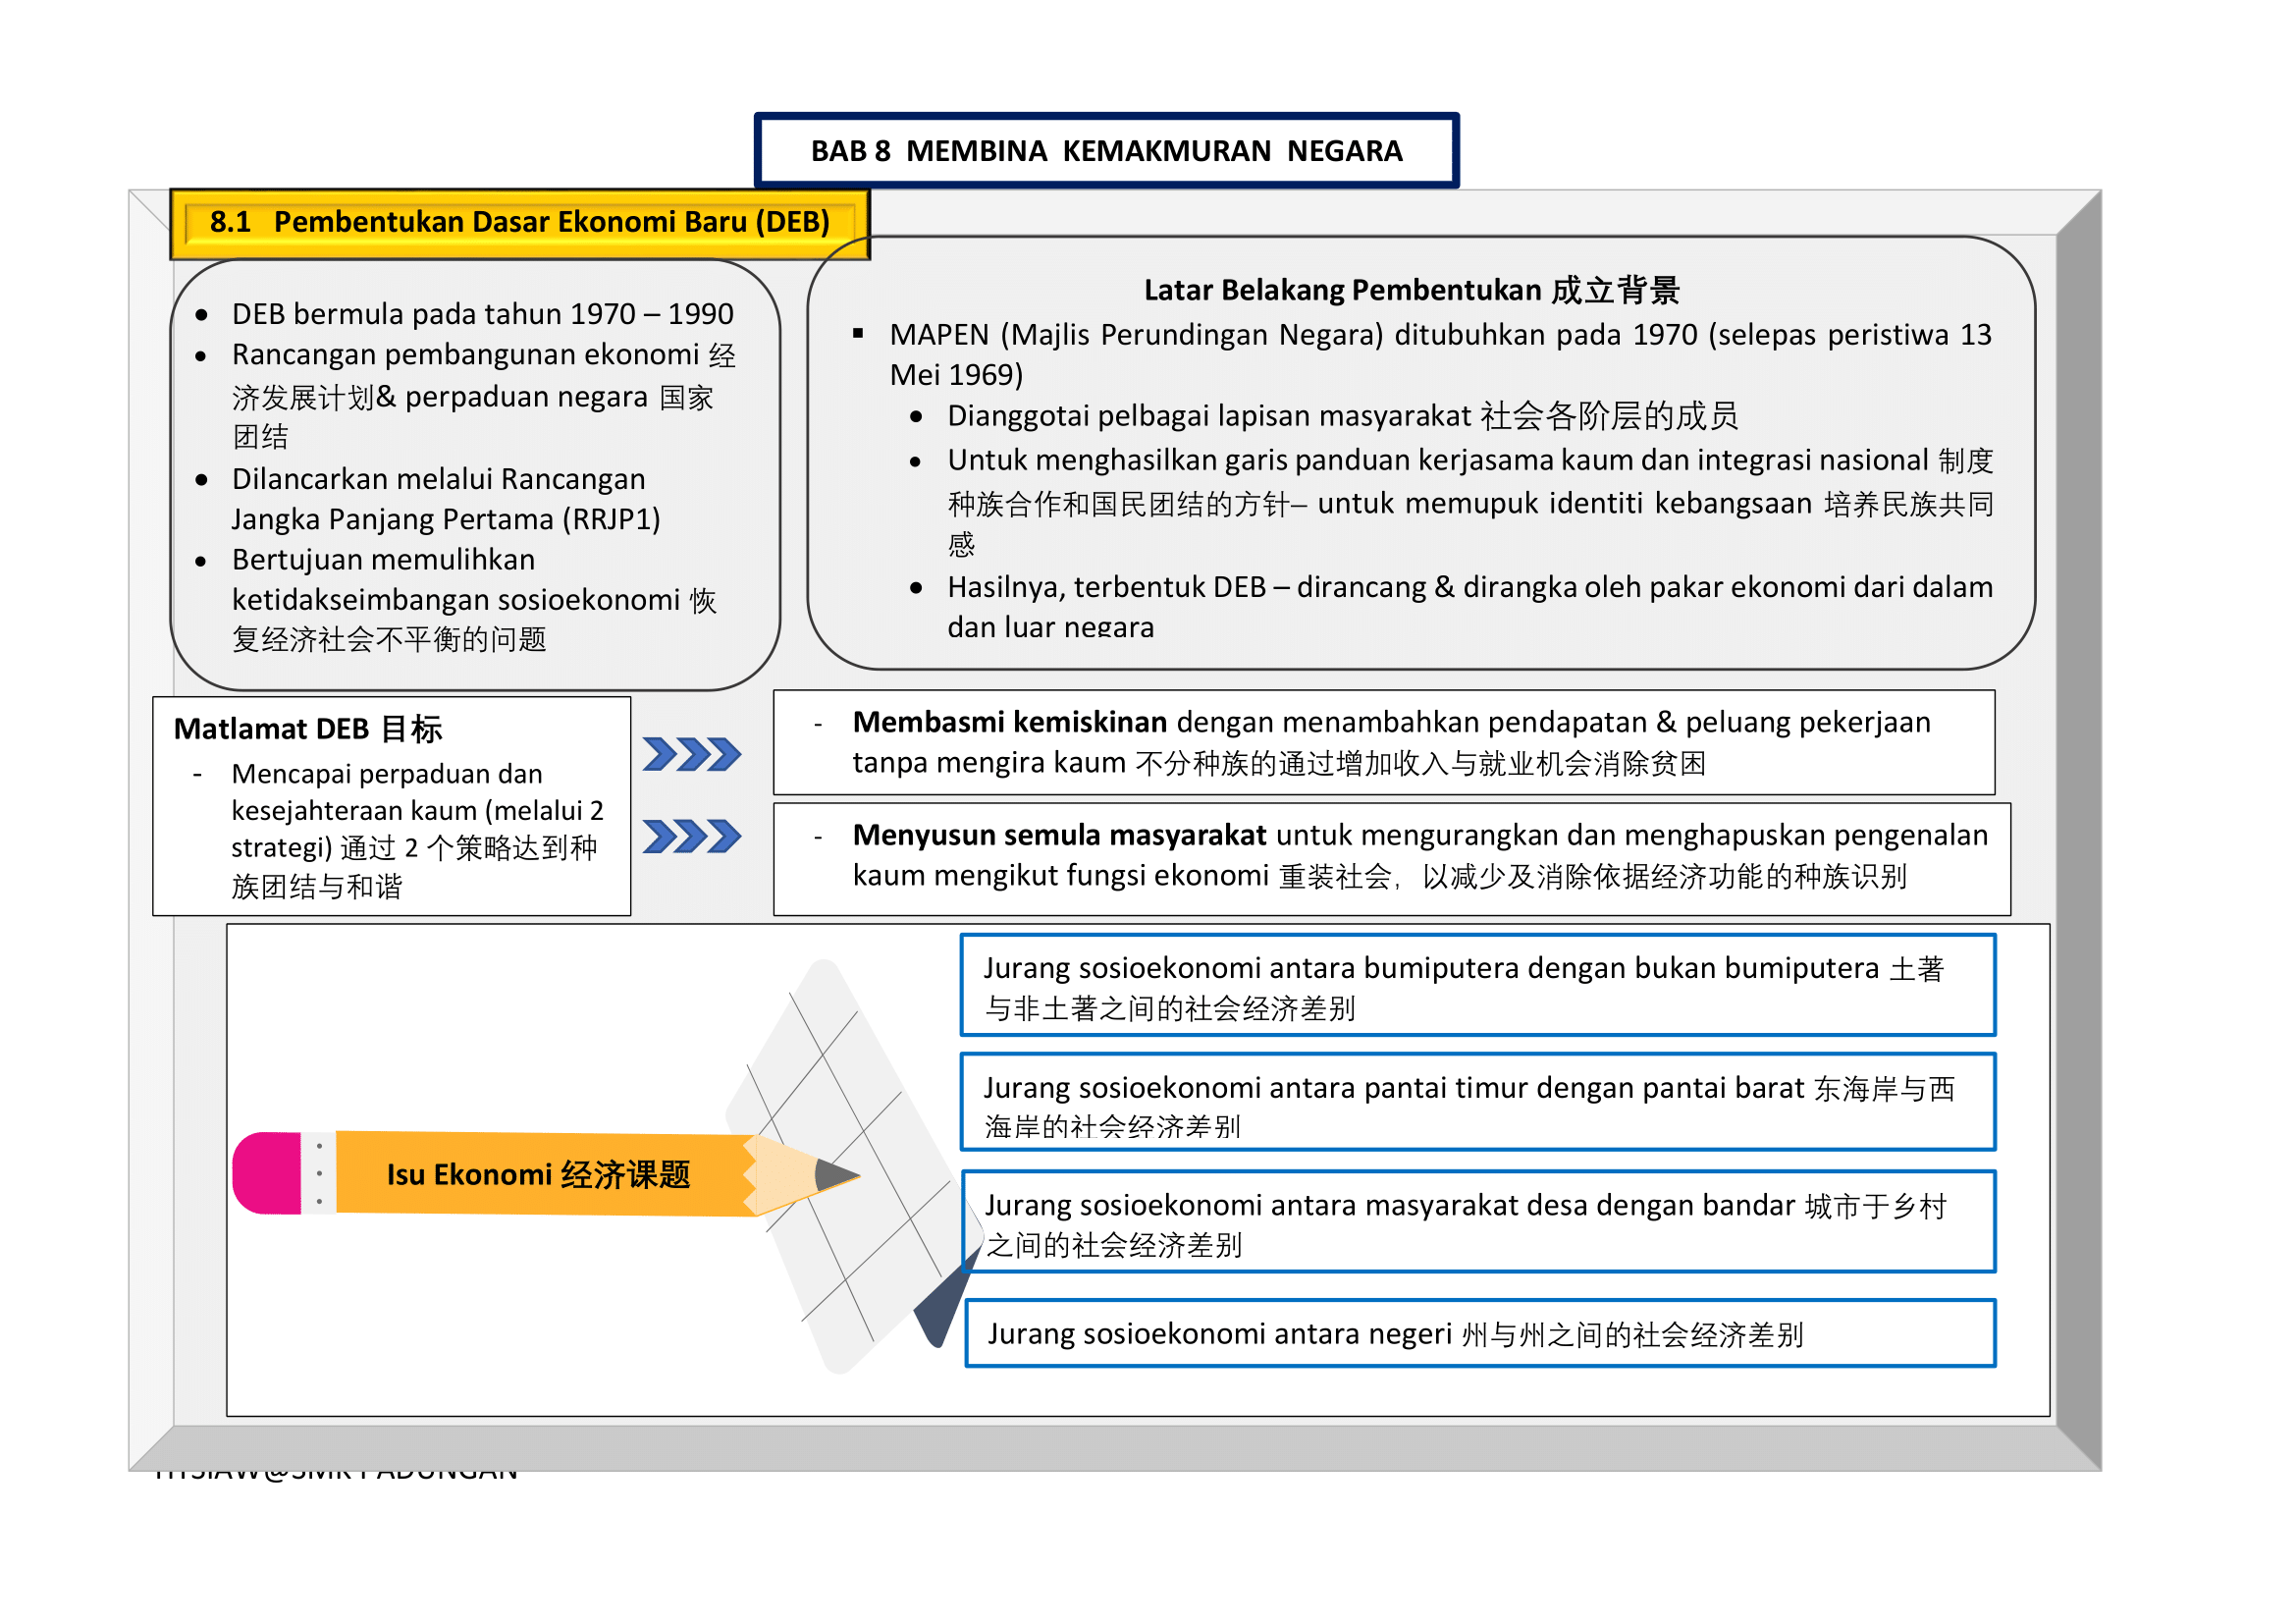 BAB 8 MEMBINA KEMAKMURAN NEGARA
8.1 Pembentukan Dasar Ekonomi Baru (DEB)
• DEB bermula pada tahun 1970 – 1990
• Rancangan pembangunan ekonomi 经
济发展计划& perpaduan negara 国家
团结
• Dilancarkan melalui Rancangan
Jangka Panjang Pertama (RRJP1)
• Bertujuan memulihkan
ketidakseimbangan sosioekonomi 恢
复经济社会不平衡的问题
Latar Belakang Pembentukan 成立背景
▪ MAPEN (Majlis Perundingan Negara) ditubuhkan pada 1970 (selepas peristiwa 13
Mei 1969)
• Dianggotai pelbagai lapisan masyarakat 社会各阶层的成员
• Untuk menghasilkan garis panduan kerjasama kaum dan integrasi nasional 制度
种族合作和国民团结的方针– untuk memupuk identiti kebangsaan 培养民族共同
感
• Hasilnya, terbentuk DEB – dirancang & dirangka oleh pakar ekonomi dari dalam
dan luar negara
Matlamat DEB 目标
- Mencapai perpaduan dan
kesejahteraan kaum (melalui 2
strategi) 通过 2 个策略达到种
族团结与和谐
- Membasmi kemiskinan dengan menambahkan pendapatan & peluang pekerjaan
tanpa mengira kaum 不分种族的通过增加收入与就业机会消除贫困
- Menyusun semula masyarakat untuk mengurangkan dan menghapuskan pengenalan
kaum mengikut fungsi ekonomi 重装社会，以减少及消除依据经济功能的种族识别
Isu Ekonomi 经济课题
Jurang sosioekonomi antara bumiputera dengan bukan bumiputera 土著
与非土著之间的社会经济差别
Jurang sosioekonomi antara pantai timur dengan pantai barat 东海岸与西
海岸的社会经济差别
Jurang sosioekonomi antara masyarakat desa dengan bandar 城市于乡村
之间的社会经济差别
Jurang sosioekonomi antara negeri 州与州之间的社会经济差别
HTSIAW@SMK PADUNGAN